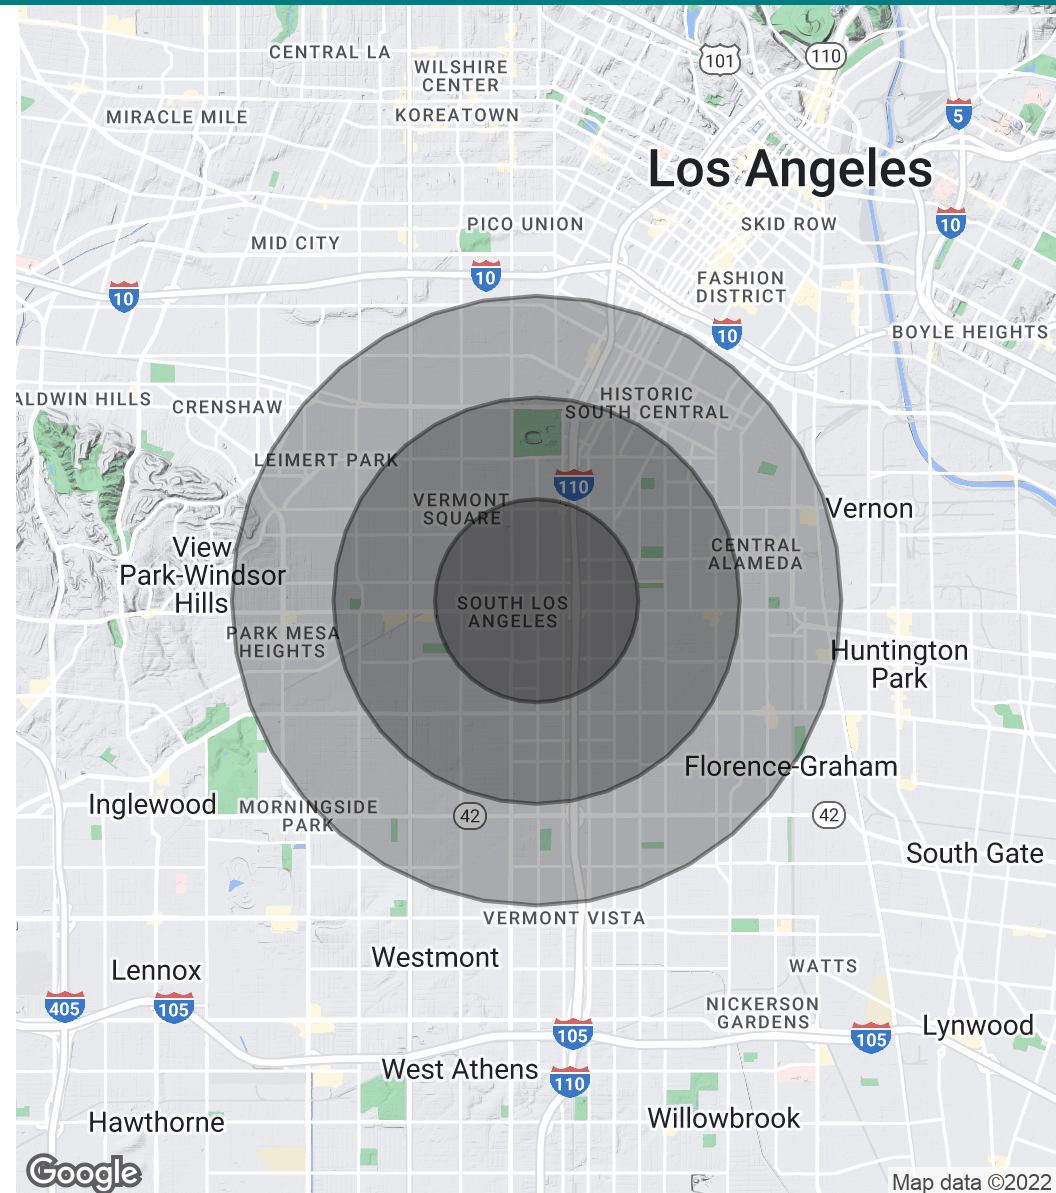 CENTRAL LA
WILSHIRE
CENTER
101
110
KOREATOWN
MIRACLE MILE
5
Los Angeles
PICO UNION
SKID ROW
10
MID CITY
10
10
FASHION
DISTRICT
10
BOYLE HEIGHTS
ALDWIN HILLS
CRENSHAW
HISTORIC
SOUTH CENTRAL
LEIMERT PARK
110
VERMONT
SQUARE
Vernon
View
Park-Windsor
Hills
CENTRAL
ALAMEDA
SOUTH LOS
ANGELES
PARK MESA
HEIGHTS
Huntington
Park
Florence-Graham
Inglewood
MORNINGSIDE
PARK
42
42
South Gate
VERMONT VISTA
Westmont
Lennox
WATTS
405
105
NICKERSON
GARDENS
Lynwood
105
105
West Athens
110
Hawthorne
Willowbrook
Google
Map data ©2022